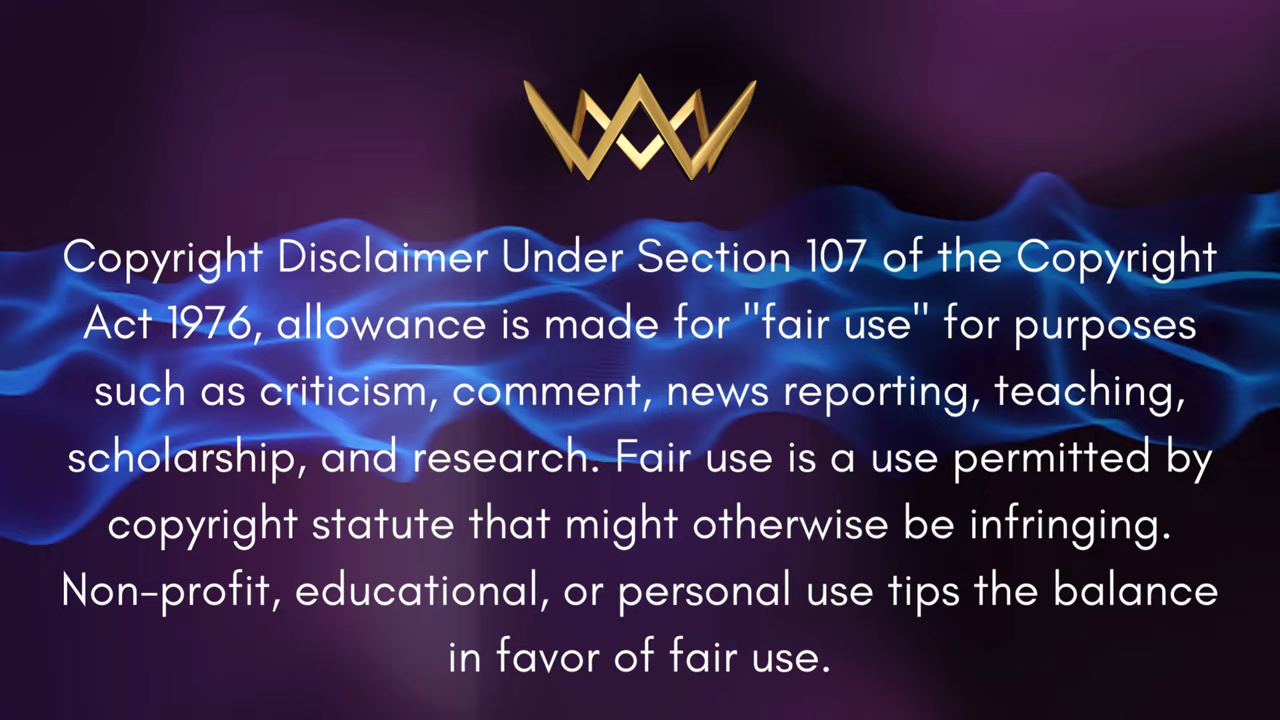 Copyright Disclaimer Under Section 107 of the Copyright
Act 1976, allowance is made for "fair use" for purposes
such as criticism, comment, news reporting, teaching,
scholarship, and research. Fair use is a use permitted by
copyright statute that might otherwise be infringing.
Non-profit, educational, or personal use tips the balance
in favor of fair use.